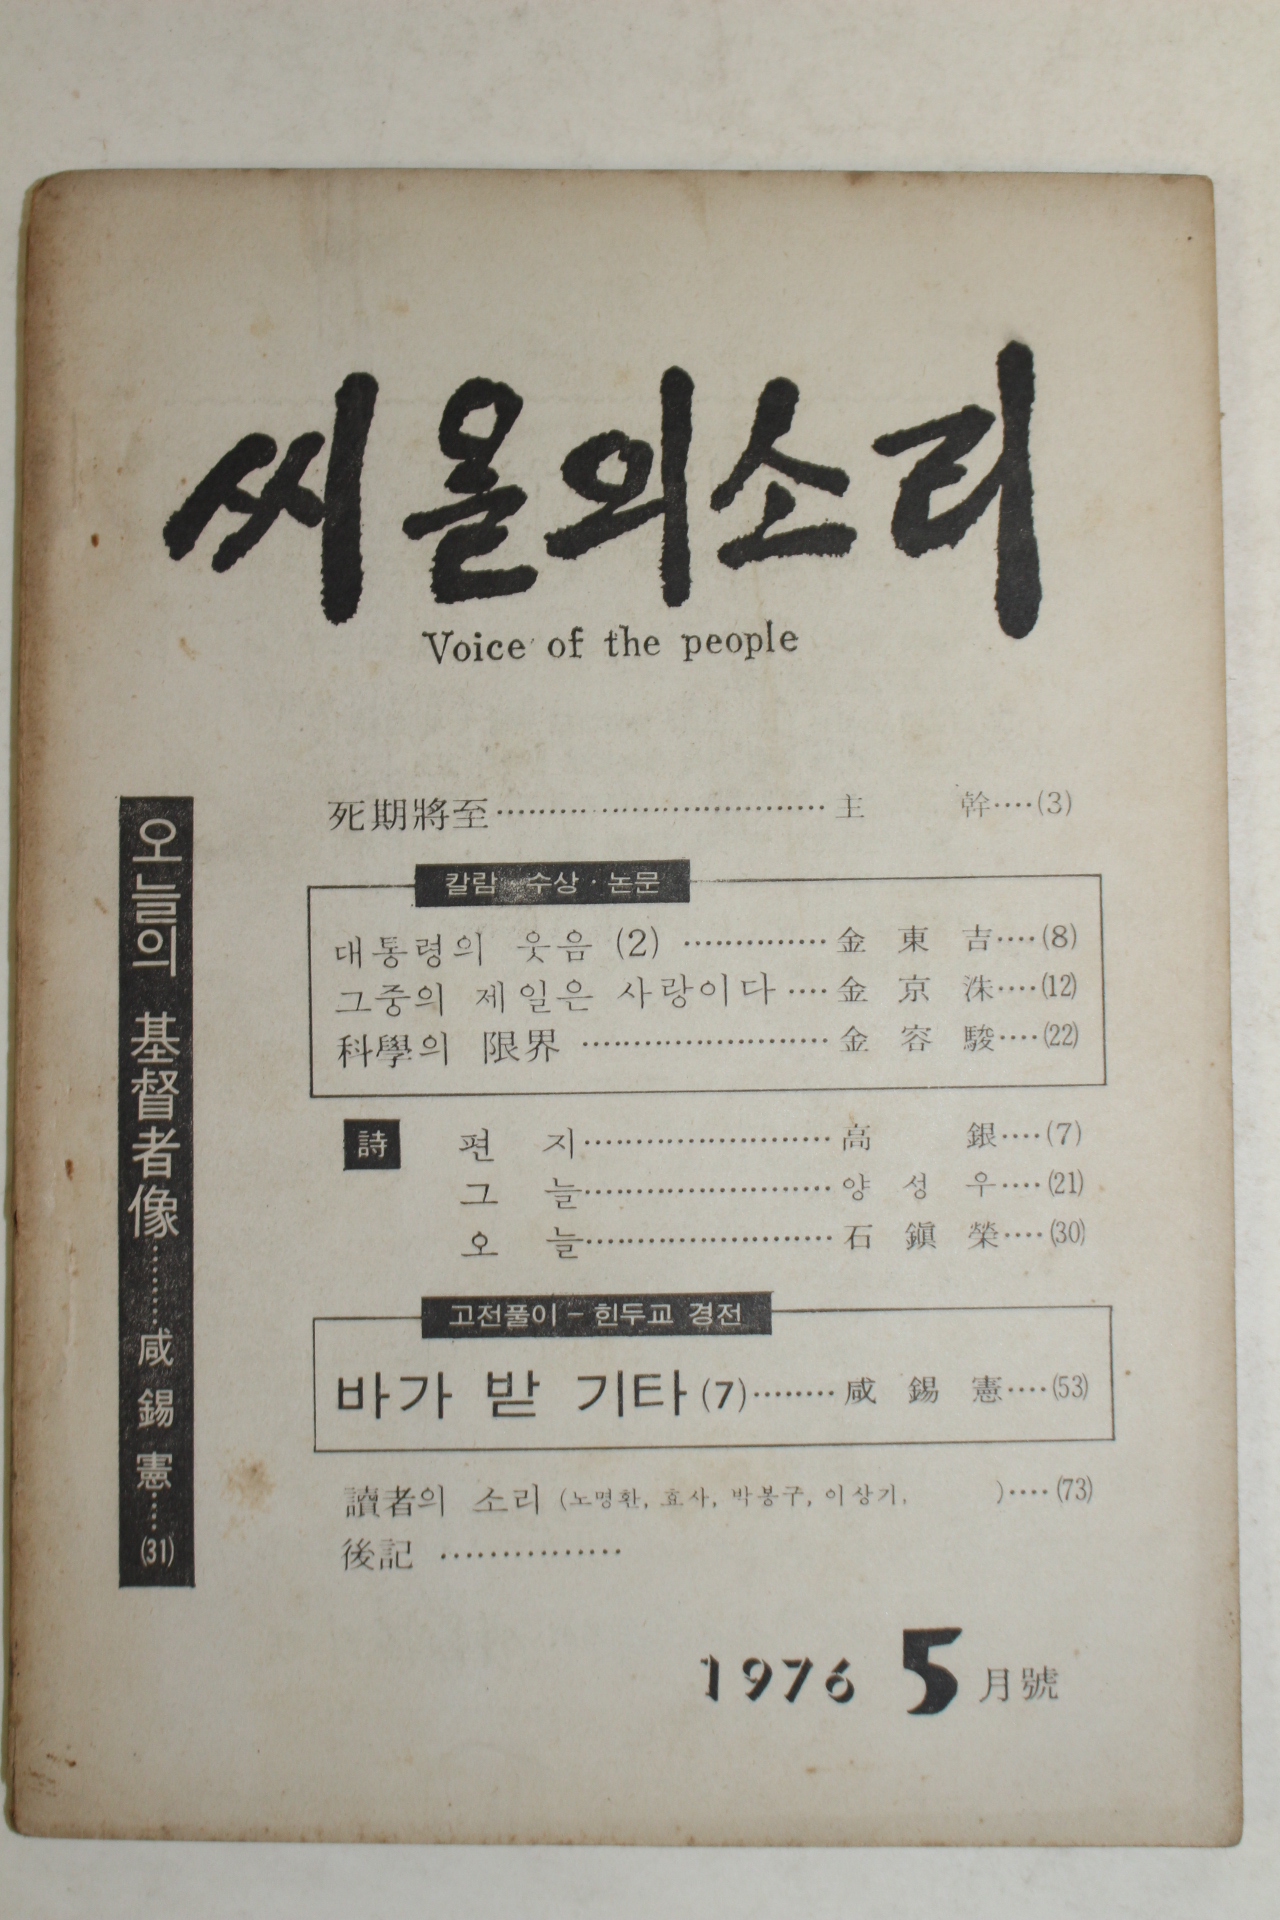 씨올의소리
Voice of the people
오늘의 基督者像………咸錫憲……(31)
死期將至……………………………主幹……(3)
칼람·수상·논문
대통령의 웃음 (2) ……………金東吉……(8)
그중의 제일은 사랑이다……金京洙……(12)
科學의 限界 ……………………金容駿……(22)
詩
편지……………………高銀……(7)
그늘……………………양성우……(21)
오늘……………………石鎭榮……(30)
고전풀이-힌두교 경전
바가 받 기타 (7)………咸錫憲……(53)
讀者의 소리 (노명환, 효사, 박봉구, 이상기, )……(73)
後記 ……………
1976 5月號